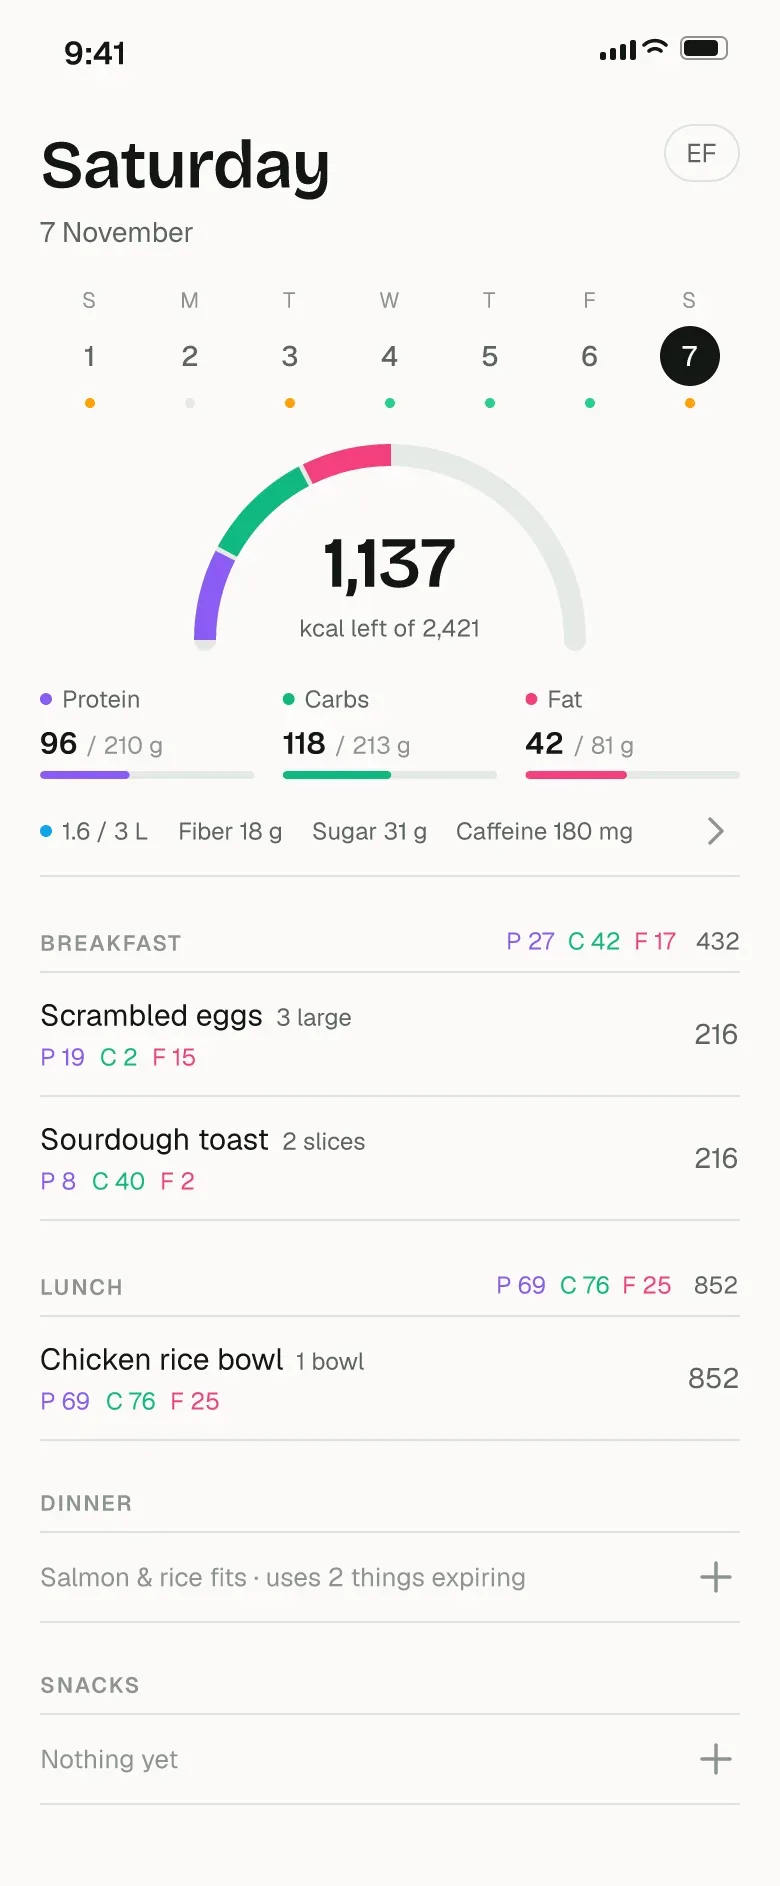 9:41
Saturday
EF
7 November
S M T W T F S
1 2 3 4 5 6 7
1,137
kcal left of 2,421
Protein Carbs Fat
96 / 210 g 118 / 213 g 42 / 81 g
1.6 / 3 L Fiber 18 g Sugar 31 g Caffeine 180 mg
BREAKFAST P 27 C 42 F 17 432
Scrambled eggs 3 large
P 19 C 2 F 15
216
Sourdough toast 2 slices
P 8 C 40 F 2
216
LUNCH P 69 C 76 F 25 852
Chicken rice bowl 1 bowl
P 69 C 76 F 25
852
DINNER
Salmon & rice fits · uses 2 things expiring
SNACKS
Nothing yet